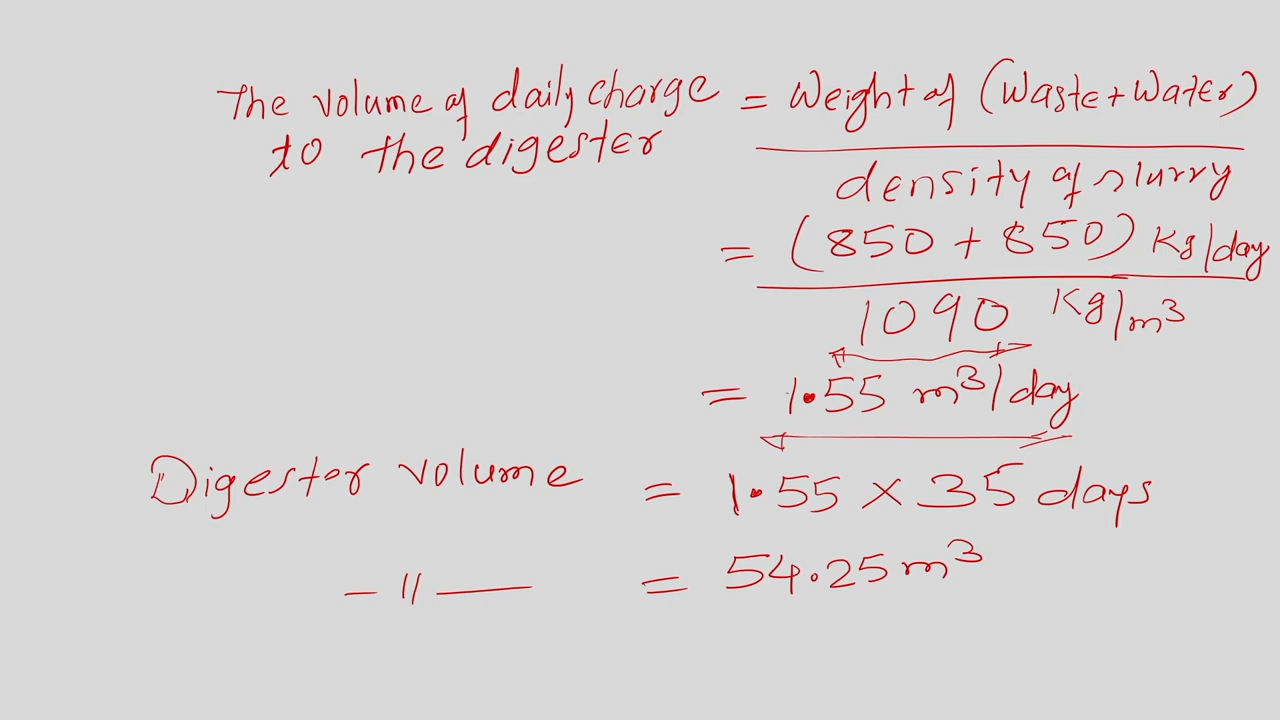 The volume of daily charge = Weight of (Waste + Water)
to the digester
density of slurry
= (850 + 850) Kg/day
1090 Kg/m³
= 1.55 m³/day
Digester volume = 1.55 × 35 days
— 〃 — = 54.25 m³